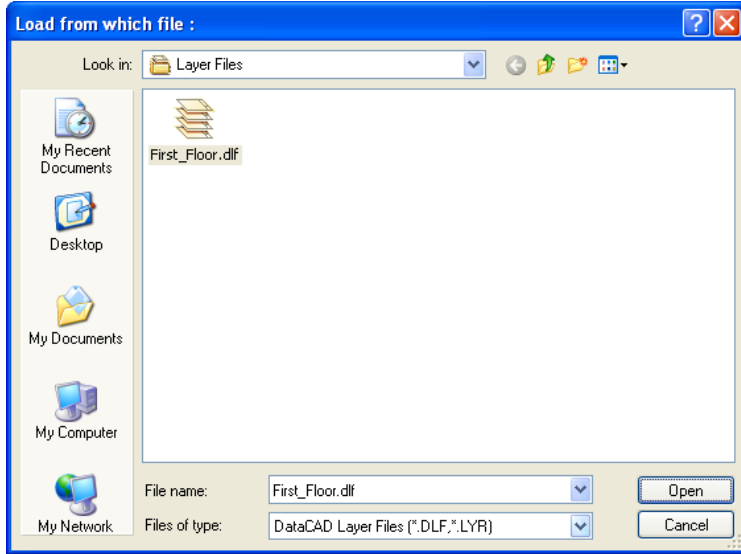 Load from which file :
Look in: Layer Files
First_Floor.dlf
My Recent
Documents
Desktop
My Documents
My Computer
My Network
File name: First_Floor.dlf Open
Files of type: DataCAD Layer Files (*.DLF,*.LYR) Cancel